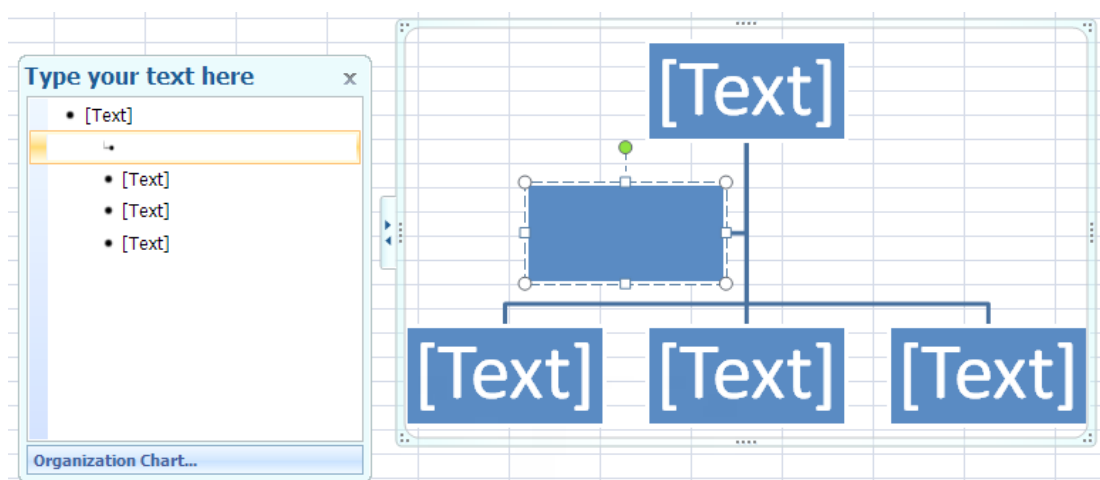 Type your text here
x
[Text]
[Text]
[Text]
[Text]
Organization Chart...
[Text]
[Text] [Text] [Text]